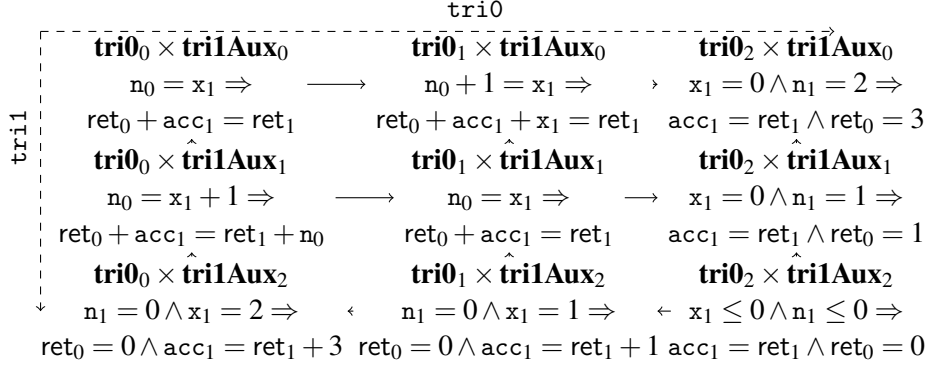 tri0
tri1
tri0₀ × tri1Aux₀ tri0₁ × tri1Aux₀ tri0₂ × tri1Aux₀
n₀ = x₁ ⇒ n₀ + 1 = x₁ ⇒ x₁ = 0 ∧ n₁ = 2 ⇒
ret₀ + acc₁ = ret₁ ret₀ + acc₁ + x₁ = ret₁ acc₁ = ret₁ ∧ ret₀ = 3
tri0₀ × tri1Aux₁ tri0₁ × tri1Aux₁ tri0₂ × tri1Aux₁
n₀ = x₁ + 1 ⇒ n₀ = x₁ ⇒ x₁ = 0 ∧ n₁ = 1 ⇒
ret₀ + acc₁ = ret₁ + n₀ ret₀ + acc₁ = ret₁ acc₁ = ret₁ ∧ ret₀ = 1
tri0₀ × tri1Aux₂ tri0₁ × tri1Aux₂ tri0₂ × tri1Aux₂
n₁ = 0 ∧ x₁ = 2 ⇒ n₁ = 0 ∧ x₁ = 1 ⇒ x₁ ≤ 0 ∧ n₁ ≤ 0 ⇒
ret₀ = 0 ∧ acc₁ = ret₁ + 3 ret₀ = 0 ∧ acc₁ = ret₁ + 1 acc₁ = ret₁ ∧ ret₀ = 0